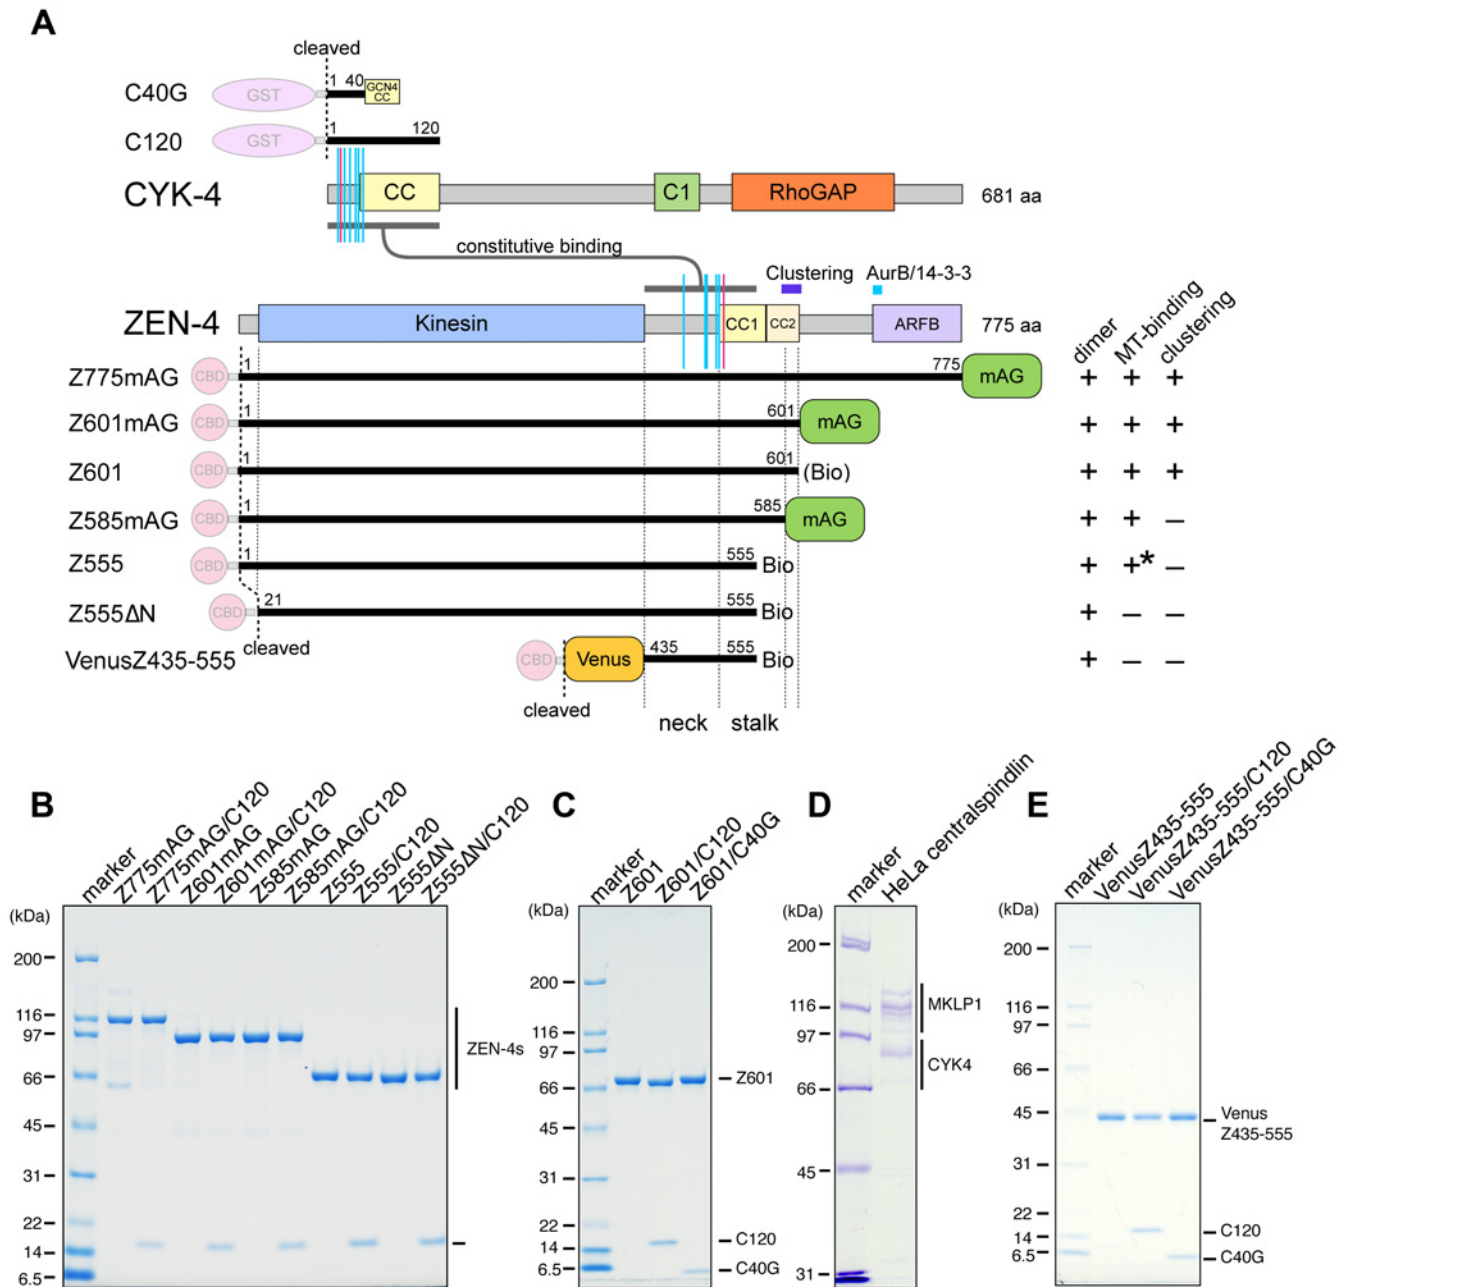 A
cleaved
C40G GST 1 40 GCN4 CC
C120 GST 1 120
CYK-4 CC C1 RhoGAP 681 aa
constitutive binding
Clustering AurB/14-3-3
ZEN-4 Kinesin CC1 CC2 ARFB 775 aa
dimer MT-binding clustering
Z775mAG CBD 1 775 mAG + + +
Z601mAG CBD 1 601 mAG + + +
Z601 CBD 1 601 (Bio) + + +
Z585mAG CBD 1 585 mAG + + –
Z555 CBD 1 555 Bio + +* –
Z555ΔN CBD 21 555 Bio + – –
cleaved
VenusZ435-555 CBD Venus 435 555 Bio + – –
cleaved
neck stalk
B
marker Z775mAG Z775mAG/C120 Z601mAG Z601mAG/C120 Z585mAG Z585mAG/C120 Z555 Z555/C120 Z555ΔN Z555ΔN/C120
(kDa)
200
116
97
66
45
31
22
14
6.5
ZEN-4s
C
marker Z601 Z601/C120 Z601/C40G
(kDa)
200
116
97
66
45
31
22
14
6.5
Z601
C120
C40G
D
marker HeLa centralspindlin
(kDa)
200
116
97
66
45
31
MKLP1
CYK4
E
marker VenusZ435-555 VenusZ435-555/C120 VenusZ435-555/C40G
(kDa)
200
116
97
66
45
31
22
14
6.5
Venus
Z435-555
C120
C40G